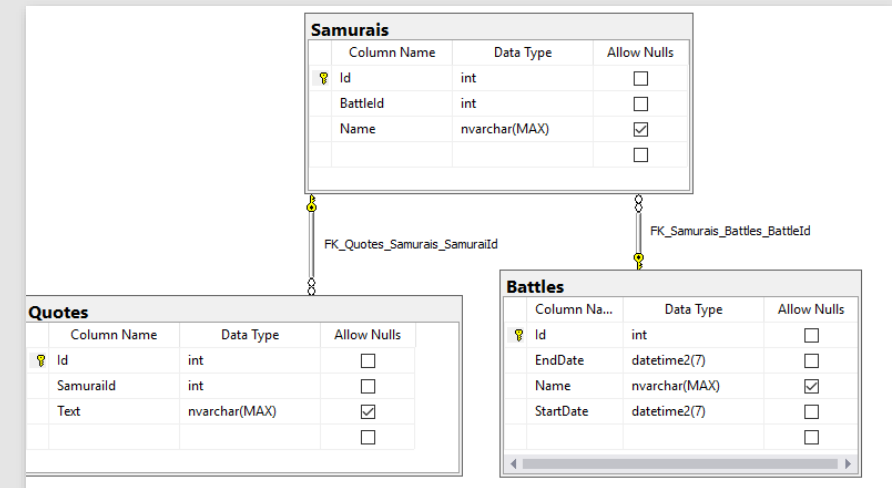 Samurais
Column Name Data Type Allow Nulls
Id int
BattleId int
Name nvarchar(MAX)
FK_Quotes_Samurais_SamuraiId
FK_Samurais_Battles_BattleId
Quotes
Column Name Data Type Allow Nulls
Id int
SamuraiId int
Text nvarchar(MAX)
Battles
Column Na... Data Type Allow Nulls
Id int
EndDate datetime2(7)
Name nvarchar(MAX)
StartDate datetime2(7)